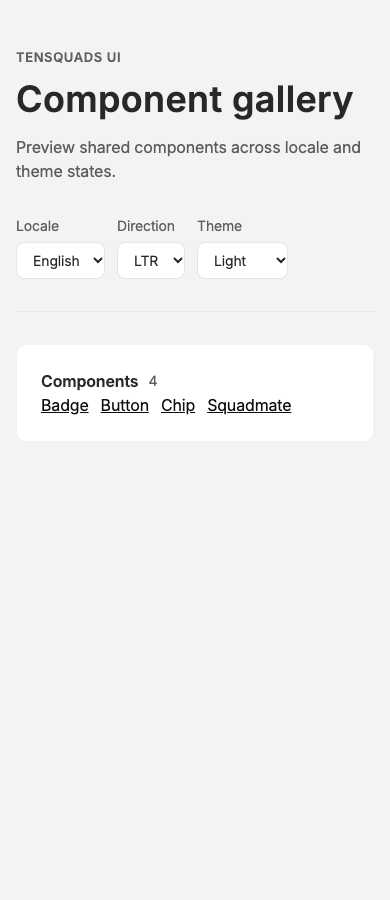 TENSQUADS UI
Component gallery
Preview shared components across locale and
theme states.
Locale Direction Theme
English LTR Light
Components 4
Badge Button Chip Squadmate